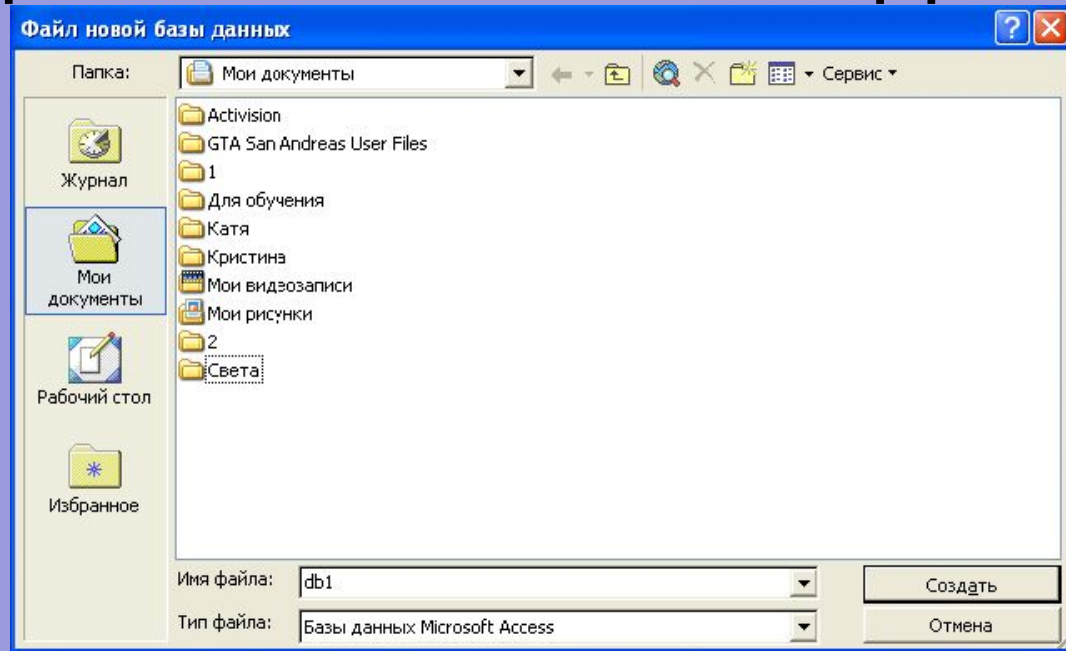 Файл новой базы данных
Папка:
Мои документы
Сервис
Activision
GTA San Andreas User Files
1
Для обучения
Катя
Кристина
Мои видеозаписи
Мои рисунки
2
Света
Журнал
Мои
документы
Рабочий стол
Избранное
Имя файла:
db1
Создать
Тип файла:
Базы данных Microsoft Access
Отмена